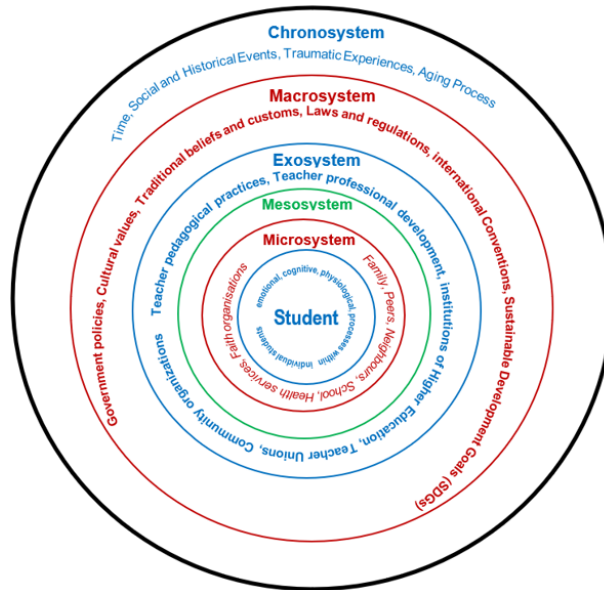 Chronosystem
Time, Social and Historical Events, Traumatic Experiences, Aging Process
Macrosystem
Government policies, Cultural values, Traditional beliefs and customs, Laws and regulations, international Conventions, Sustainable Development Goals (SDGs)
Exosystem
Teacher pedagogical practices, Teacher professional development, institutions of Higher Education, Teacher Unions, Community organizations
Mesosystem
Microsystem
Family, Peers, Neighbours, School, Health services, Faith organisations
emotional, cognitive, physiological, processes within individual students
Student